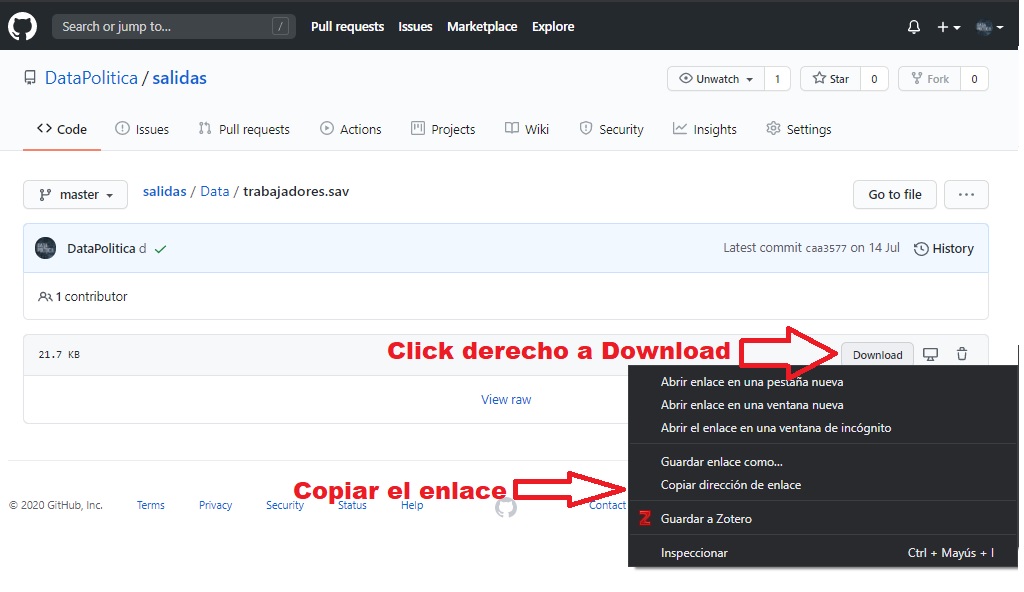 Search or jump to... /
Pull requests Issues Marketplace Explore
DataPolitica / salidas
Unwatch 1 Star 0 Fork 0
Code Issues Pull requests Actions Projects Wiki Security Insights Settings
master salidas / Data / trabajadores.sav Go to file ...
DataPolitica d Latest commit caa3577 on 14 Jul History
1 contributor
21.7 KB
Click derecho a Download
Download
View raw
Abrir enlace en una pestaña nueva
Abrir enlace en una ventana nueva
Abrir el enlace en una ventana de incógnito
Guardar enlace como...
Copiar dirección de enlace
Copiar el enlace
Z Guardar a Zotero
Inspeccionar Ctrl + Mayús + I
© 2020 GitHub, Inc. Terms Privacy Security Status Help Contact